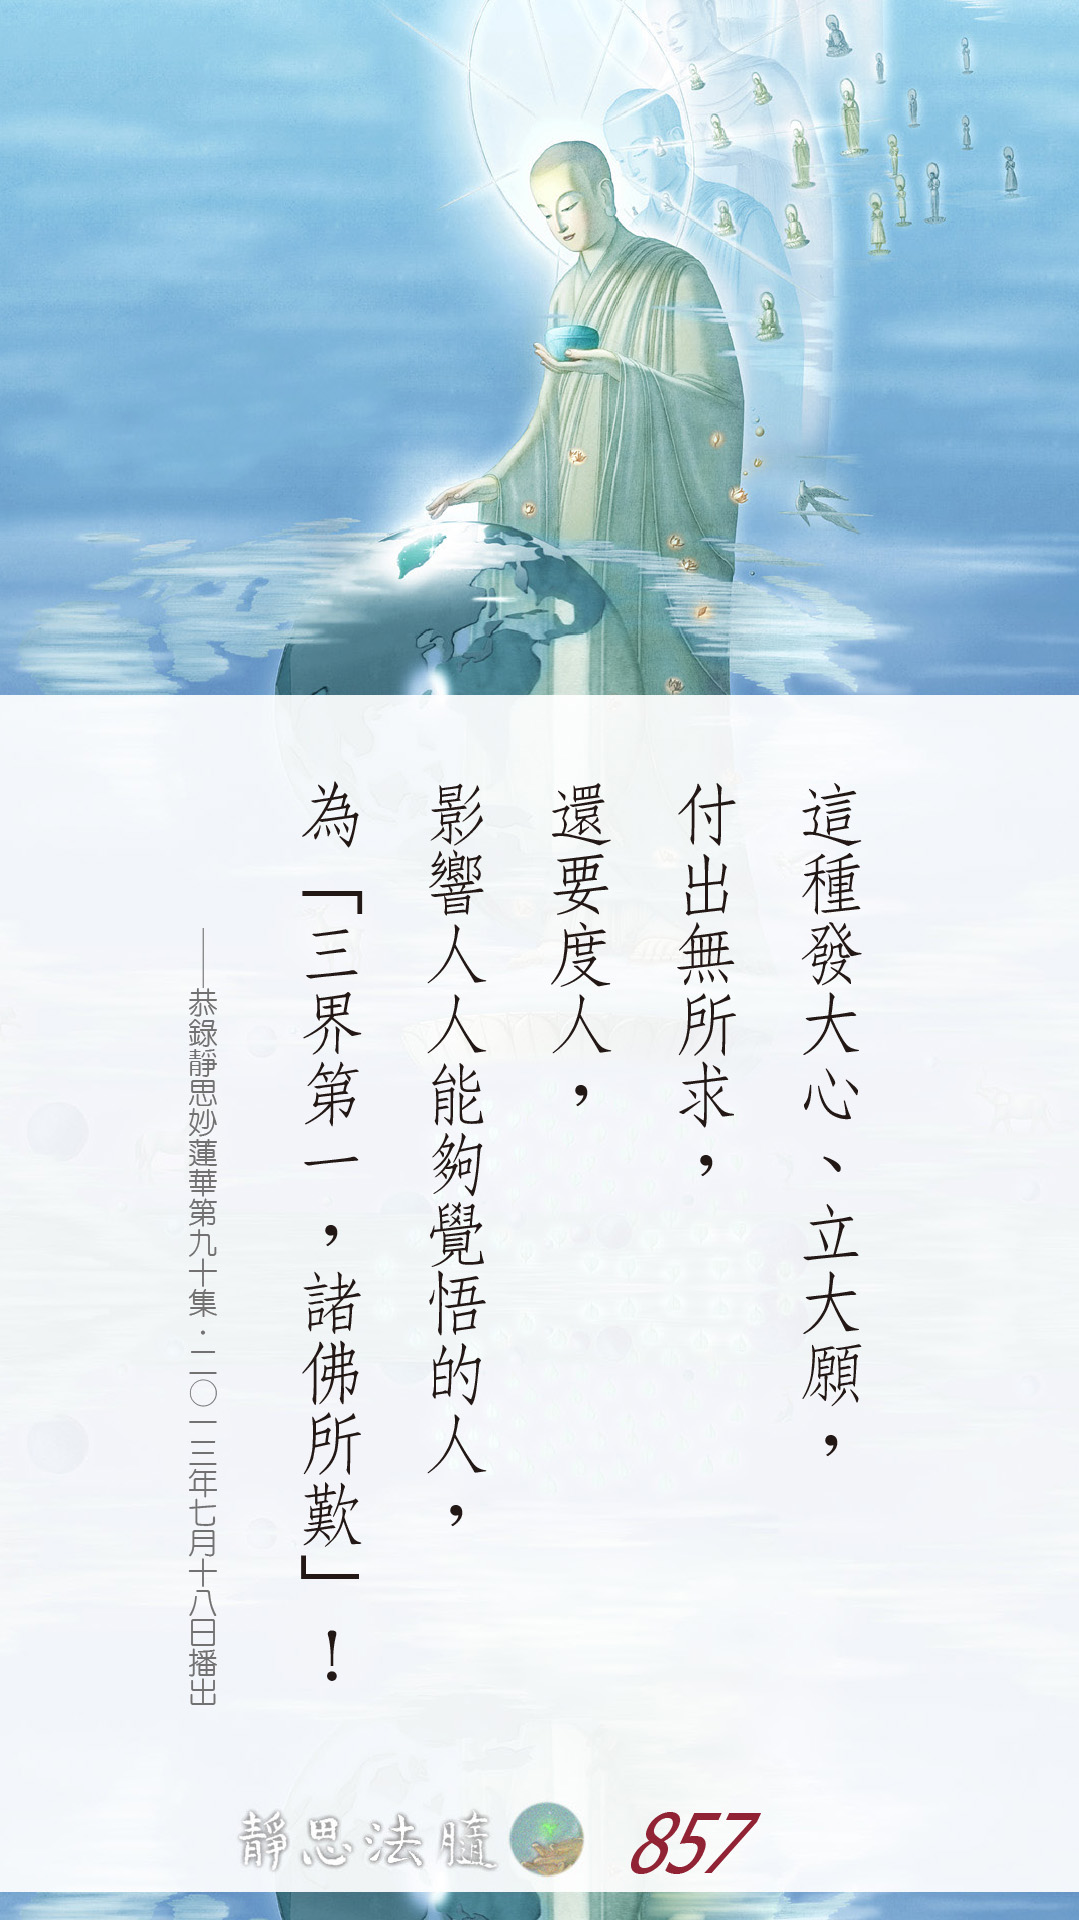 這種發大心、立大願，
付出無所求，
還要度人，
影響人人能夠覺悟的人，
為「三界第一，諸佛所歎」！
——恭錄靜思妙蓮華第九十集．二〇一三年七月十八日播出
靜思法髓
857